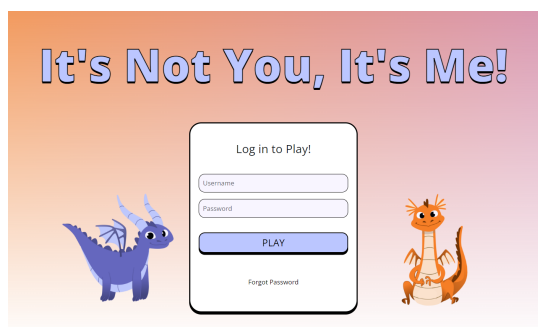 It's Not You, It's Me!
Log in to Play!
Username
Password
PLAY
Forgot Password